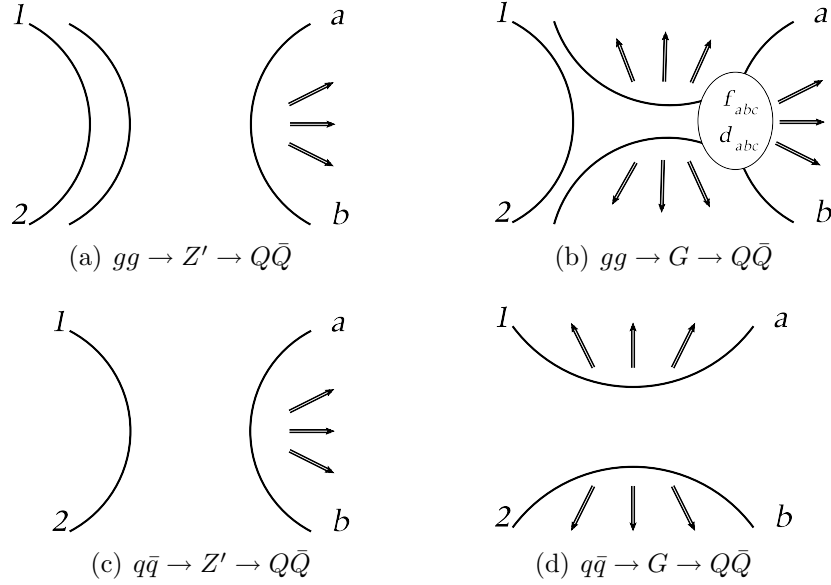 1 a
2 b
(a) gg → Z′ → QQ̄
1 a
f_abc
d_abc
2 b
(b) gg → G → QQ̄
1 a
2 b
(c) qq̄ → Z′ → QQ̄
1 a
2 b
(d) qq̄ → G → QQ̄